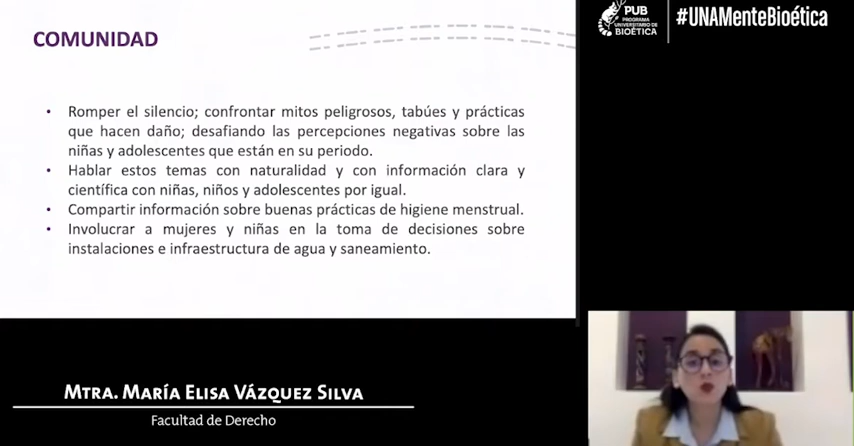 COMUNIDAD
• Romper el silencio; confrontar mitos peligrosos, tabúes y prácticas
que hacen daño; desafiando las percepciones negativas sobre las
niñas y adolescentes que están en su periodo.
• Hablar estos temas con naturalidad y con información clara y
científica con niñas, niños y adolescentes por igual.
• Compartir información sobre buenas prácticas de higiene menstrual.
• Involucrar a mujeres y niñas en la toma de decisiones sobre
instalaciones e infraestructura de agua y saneamiento.
PUB
PROGRAMA
UNIVERSITARIO DE
BIOÉTICA
#UNAMenteBioética
Mtra. María Elisa Vázquez Silva
Facultad de Derecho